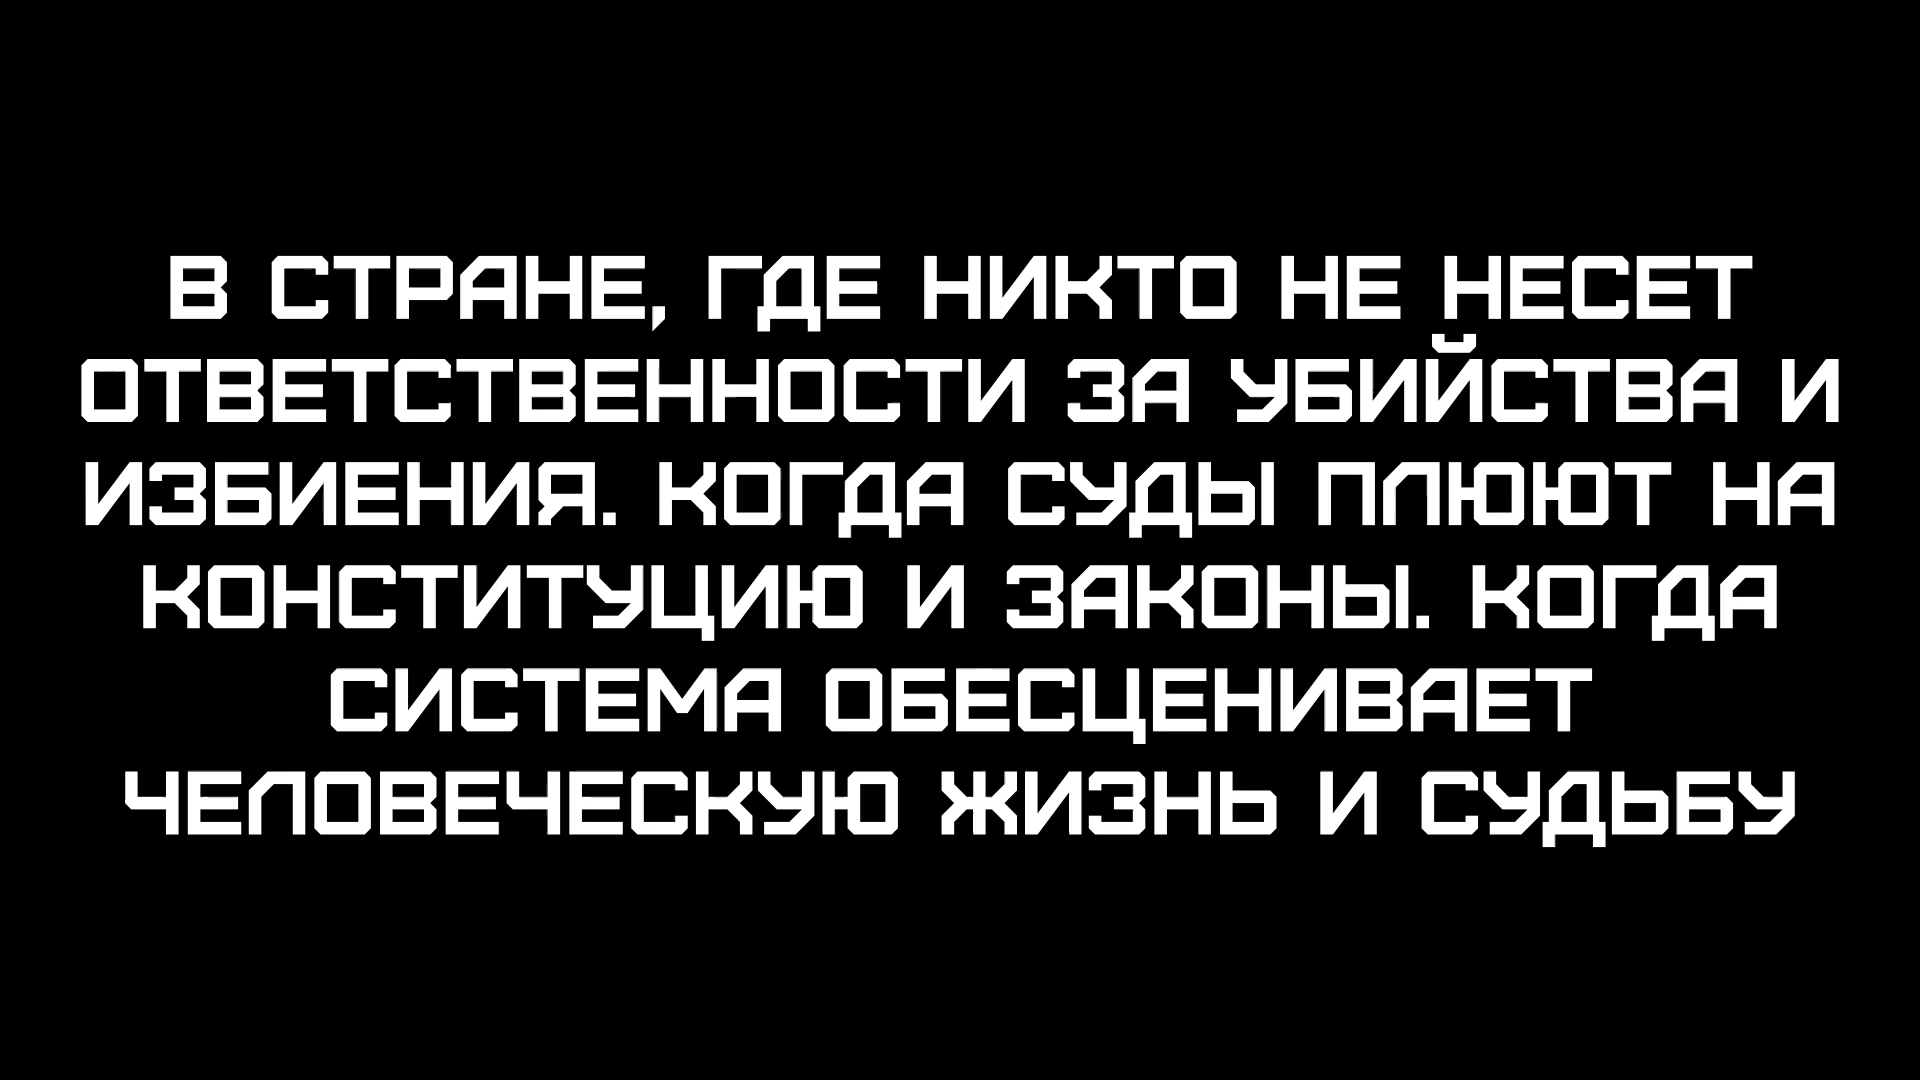 В СТРАНЕ, ГДЕ НИКТО НЕ НЕСЕТ
ОТВЕТСТВЕННОСТИ ЗА УБИЙСТВА И
ИЗБИЕНИЯ. КОГДА СУДЫ ПЛЮЮТ НА
КОНСТИТУЦИЮ И ЗАКОНЫ. КОГДА
СИСТЕМА ОБЕСЦЕНИВАЕТ
ЧЕЛОВЕЧЕСКУЮ ЖИЗНЬ И СУДЬБУ